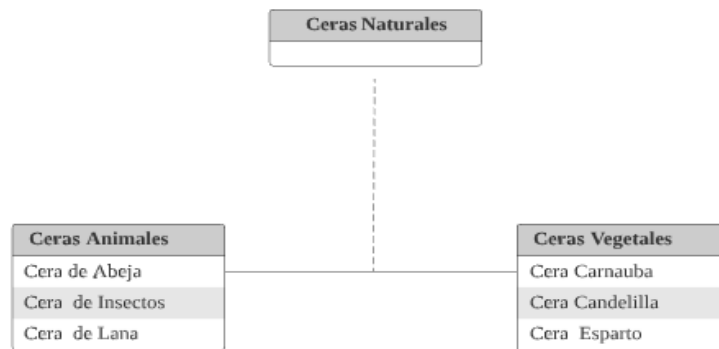 Ceras Naturales
Ceras Animales
Cera de Abeja
Cera de Insectos
Cera de Lana
Ceras Vegetales
Cera Carnauba
Cera Candelilla
Cera Esparto